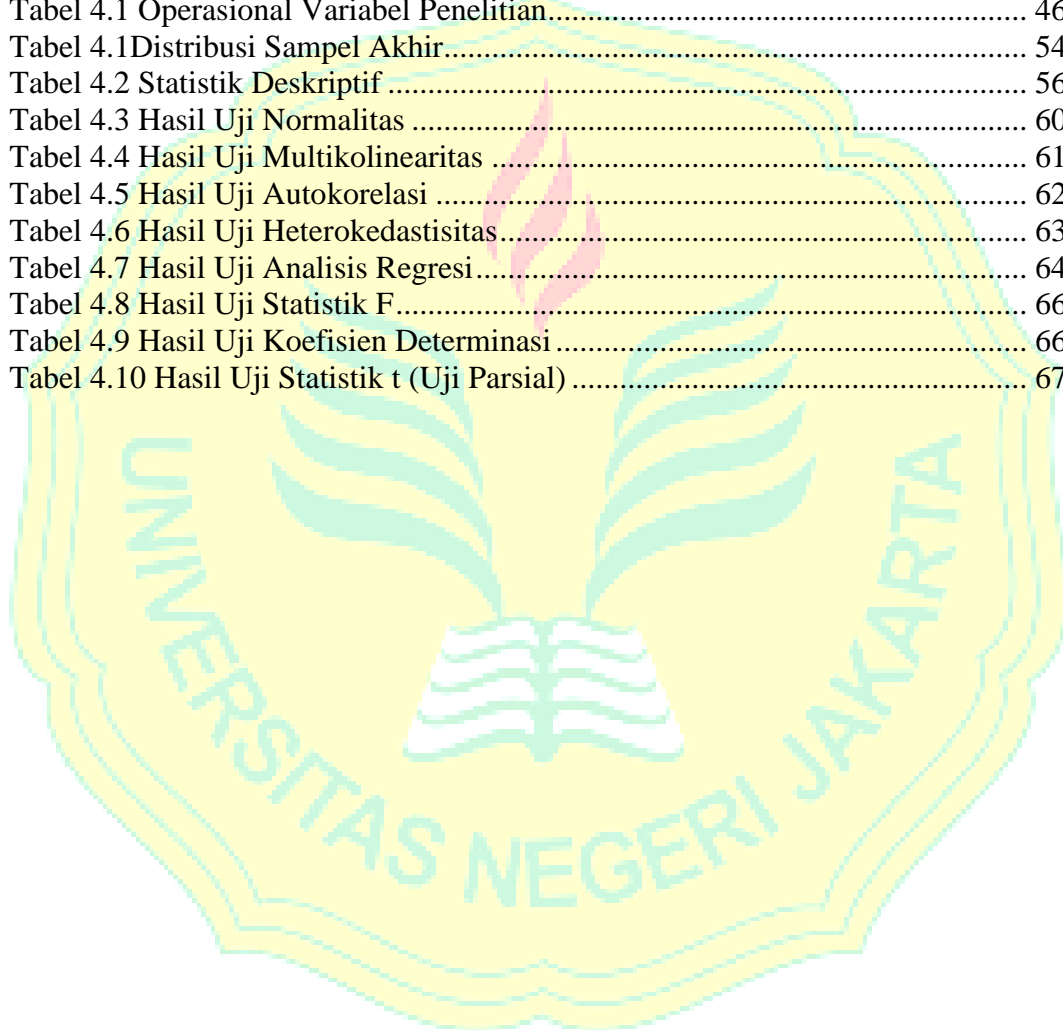 Tabel 4.1 Operasional Variabel Penelitian.......................................................... 46
Tabel 4.1Distribusi Sampel Akhir....................................................................... 54
Tabel 4.2 Statistik Deskriptif .............................................................................. 56
Tabel 4.3 Hasil Uji Normalitas ........................................................................... 60
Tabel 4.4 Hasil Uji Multikolinearitas .................................................................. 61
Tabel 4.5 Hasil Uji Autokorelasi ........................................................................ 62
Tabel 4.6 Hasil Uji Heterokedastisitas................................................................ 63
Tabel 4.7 Hasil Uji Analisis Regresi................................................................... 64
Tabel 4.8 Hasil Uji Statistik F............................................................................. 66
Tabel 4.9 Hasil Uji Koefisien Determinasi ......................................................... 66
Tabel 4.10 Hasil Uji Statistik t (Uji Parsial) ....................................................... 67
UNIVERSITAS NEGERI JAKARTA